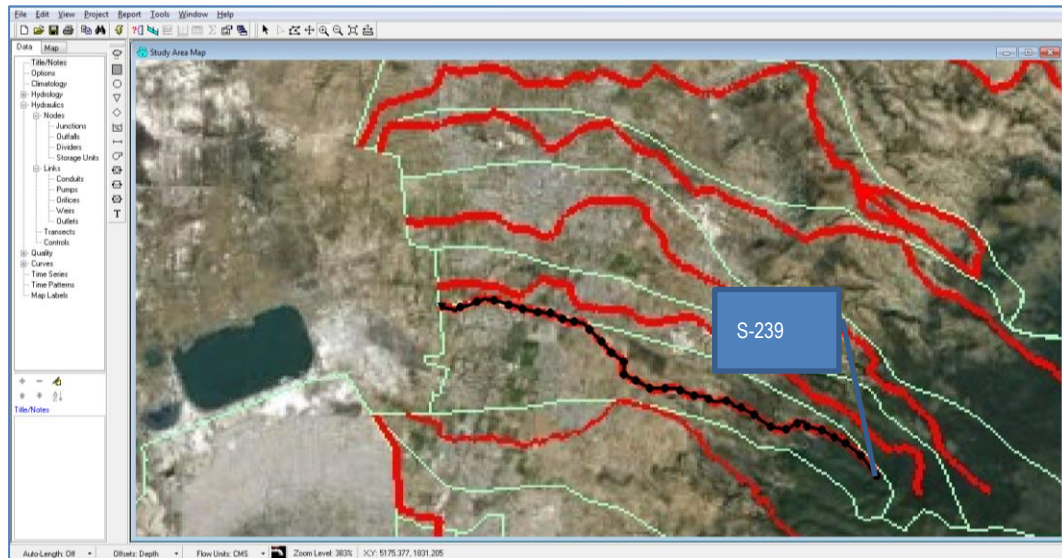 File Edit View Project Report Tools Window Help
Data Map
Study Area Map
Title/Notes
Options
Climatology
Hydrology
Hydraulics
Nodes
Junctions
Outfalls
Dividers
Storage Units
Links
Conduits
Pumps
Orifices
Weirs
Outlets
Transects
Controls
Quality
Curves
Time Series
Time Patterns
Map Labels
S-239
Title/Notes
Auto-Length: Off Offsets: Depth Flow Units: CMS Zoom Level: 383% X,Y: 5175.377, 1831.205